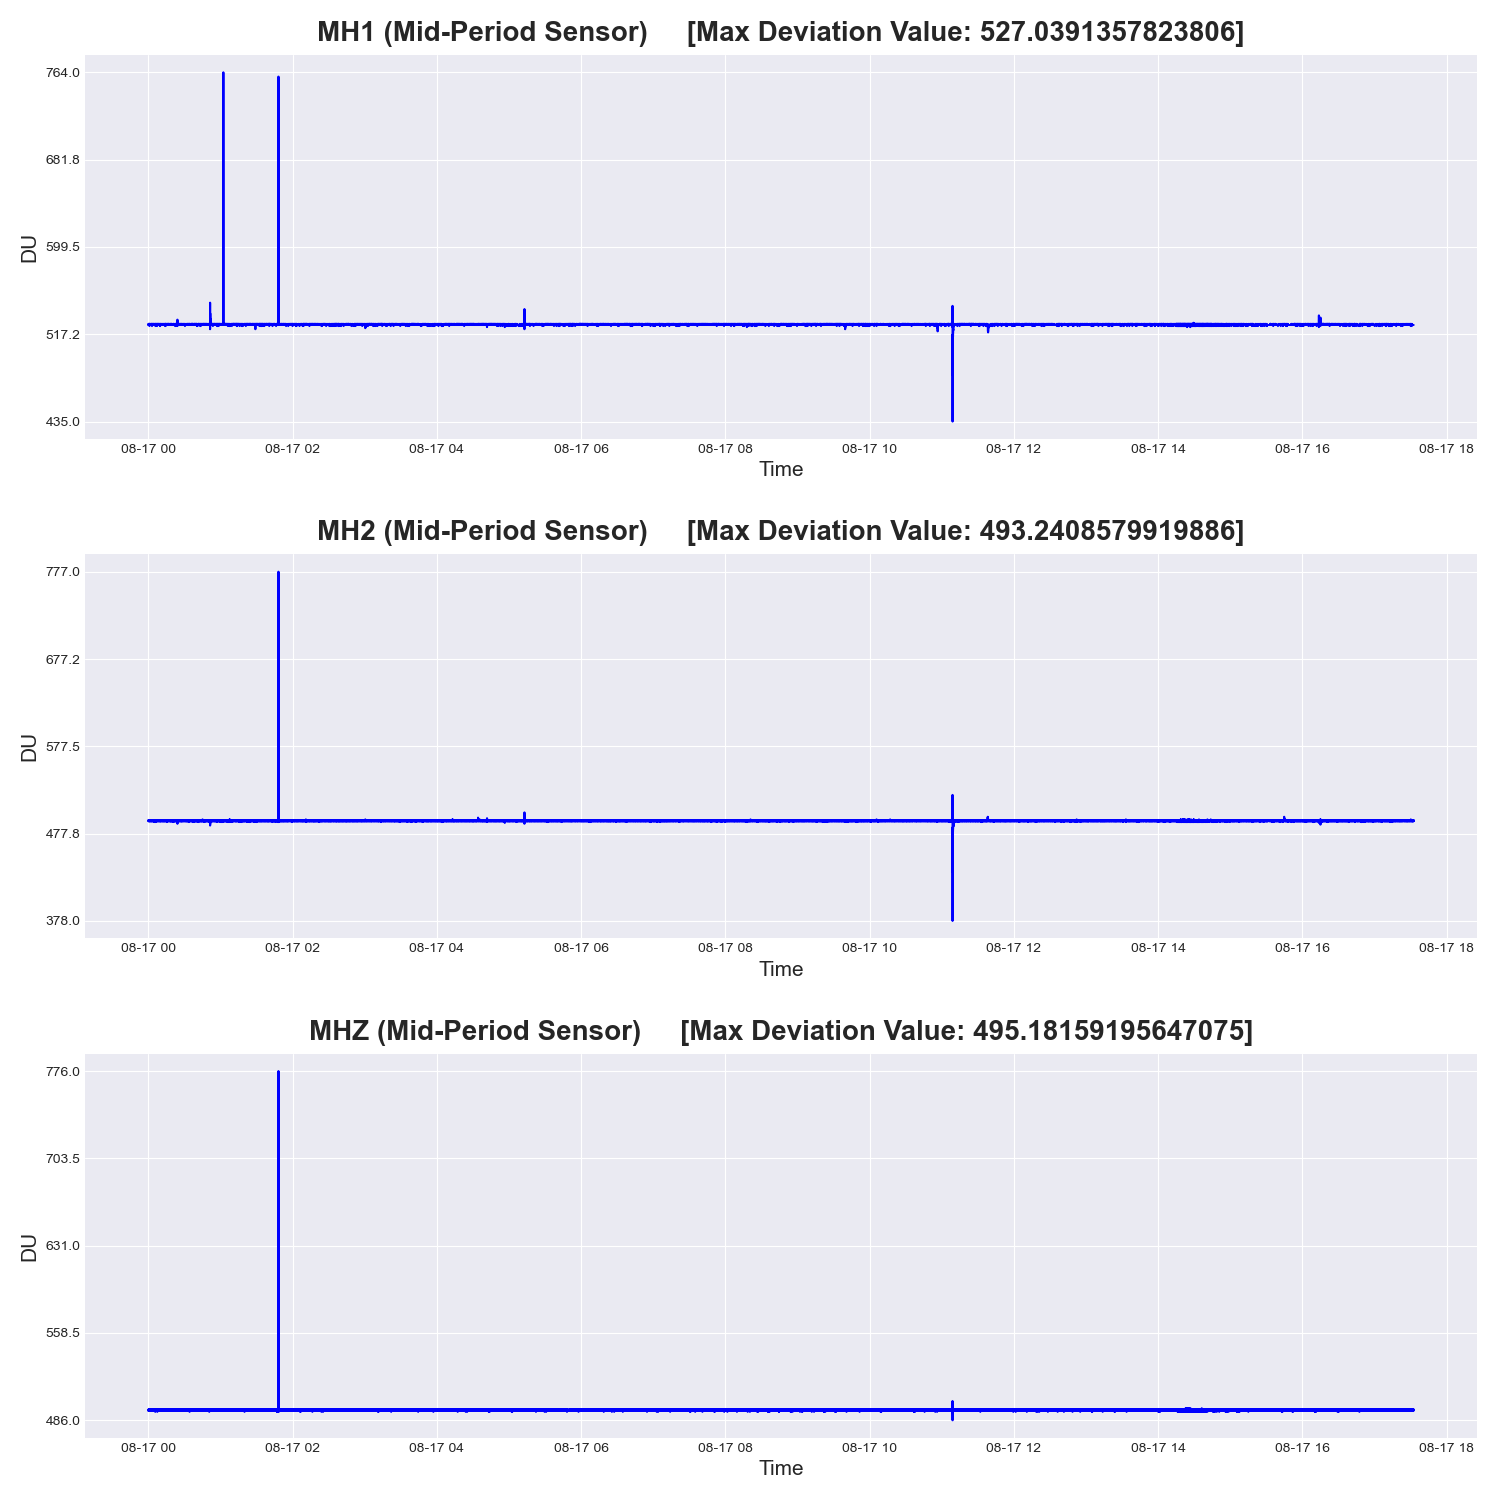 MH1 (Mid-Period Sensor) [Max Deviation Value: 527.0391357823806]
764.0
681.8
599.5
517.2
435.0
DU
08-17 00 08-17 02 08-17 04 08-17 06 08-17 08 08-17 10 08-17 12 08-17 14 08-17 16 08-17 18
Time
MH2 (Mid-Period Sensor) [Max Deviation Value: 493.2408579919886]
777.0
677.2
577.5
477.8
378.0
DU
08-17 00 08-17 02 08-17 04 08-17 06 08-17 08 08-17 10 08-17 12 08-17 14 08-17 16 08-17 18
Time
MHZ (Mid-Period Sensor) [Max Deviation Value: 495.18159195647075]
776.0
703.5
631.0
558.5
486.0
DU
08-17 00 08-17 02 08-17 04 08-17 06 08-17 08 08-17 10 08-17 12 08-17 14 08-17 16 08-17 18
Time